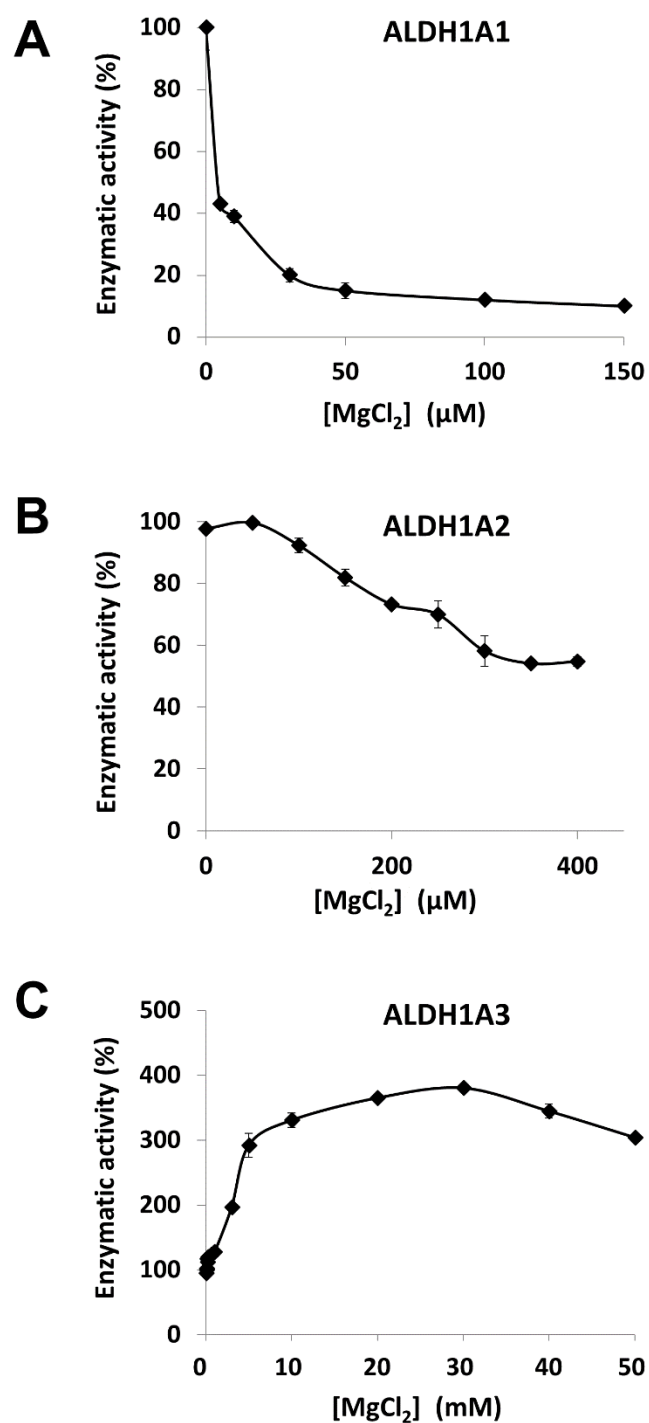 A
ALDH1A1
Enzymatic activity (%)
100
80
60
40
20
0
0 50 100 150
[MgCl₂] (μM)
B
ALDH1A2
Enzymatic activity (%)
100
80
60
40
20
0
0 200 400
[MgCl₂] (μM)
C
ALDH1A3
Enzymatic activity (%)
500
400
300
200
100
0
0 10 20 30 40 50
[MgCl₂] (mM)